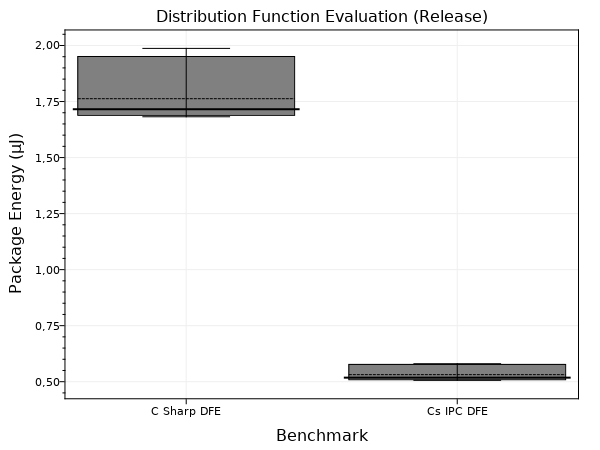 Distribution Function Evaluation (Release)
Package Energy (μJ)
2,00
1,75
1,50
1,25
1,00
0,75
0,50
C Sharp DFE
Cs IPC DFE
Benchmark